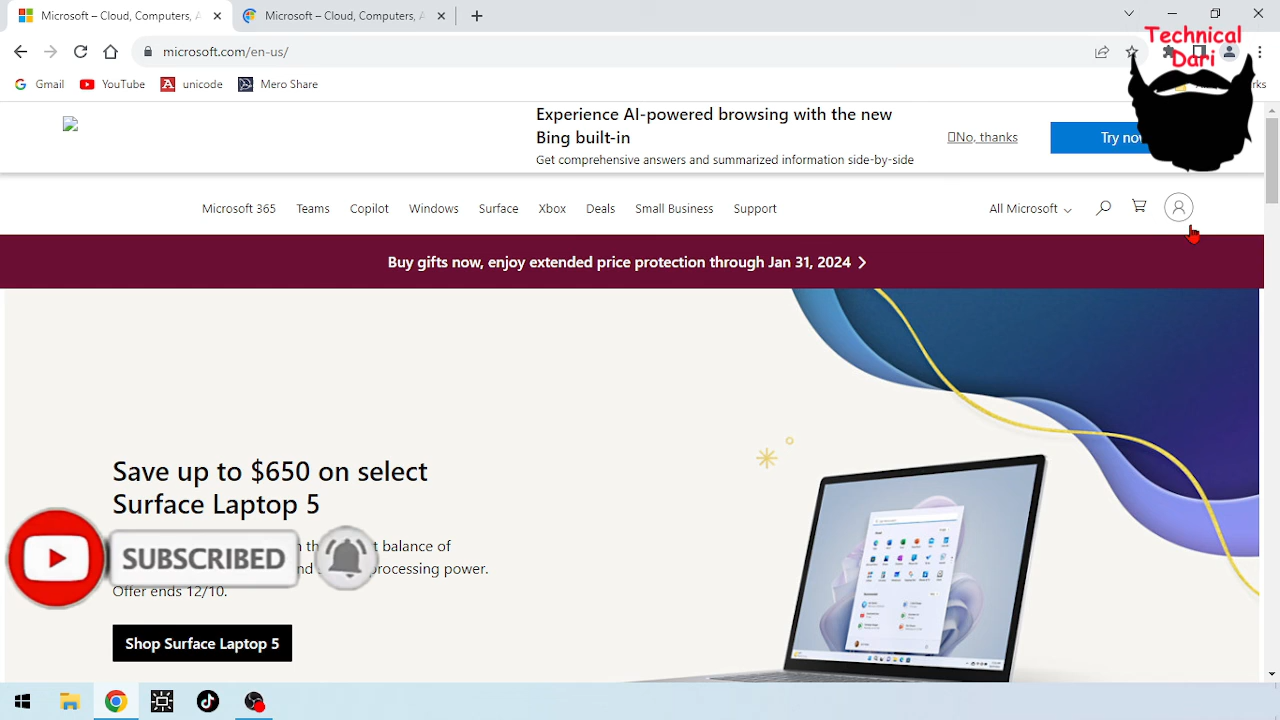 Microsoft – Cloud, Computers, A
Microsoft – Cloud, Computers, A
microsoft.com/en-us/
Technical
Dari
Gmail
YouTube
unicode
Mero Share
Experience AI-powered browsing with the new
Bing built-in
Get comprehensive answers and summarized information side-by-side
No, thanks
Try now
Microsoft 365
Teams
Copilot
Windows
Surface
Xbox
Deals
Small Business
Support
All Microsoft
Buy gifts now, enjoy extended price protection through Jan 31, 2024
Save up to $650 on select
Surface Laptop 5
balance of
processing power.
Offer ends 12/10.
SUBSCRIBED
Shop Surface Laptop 5